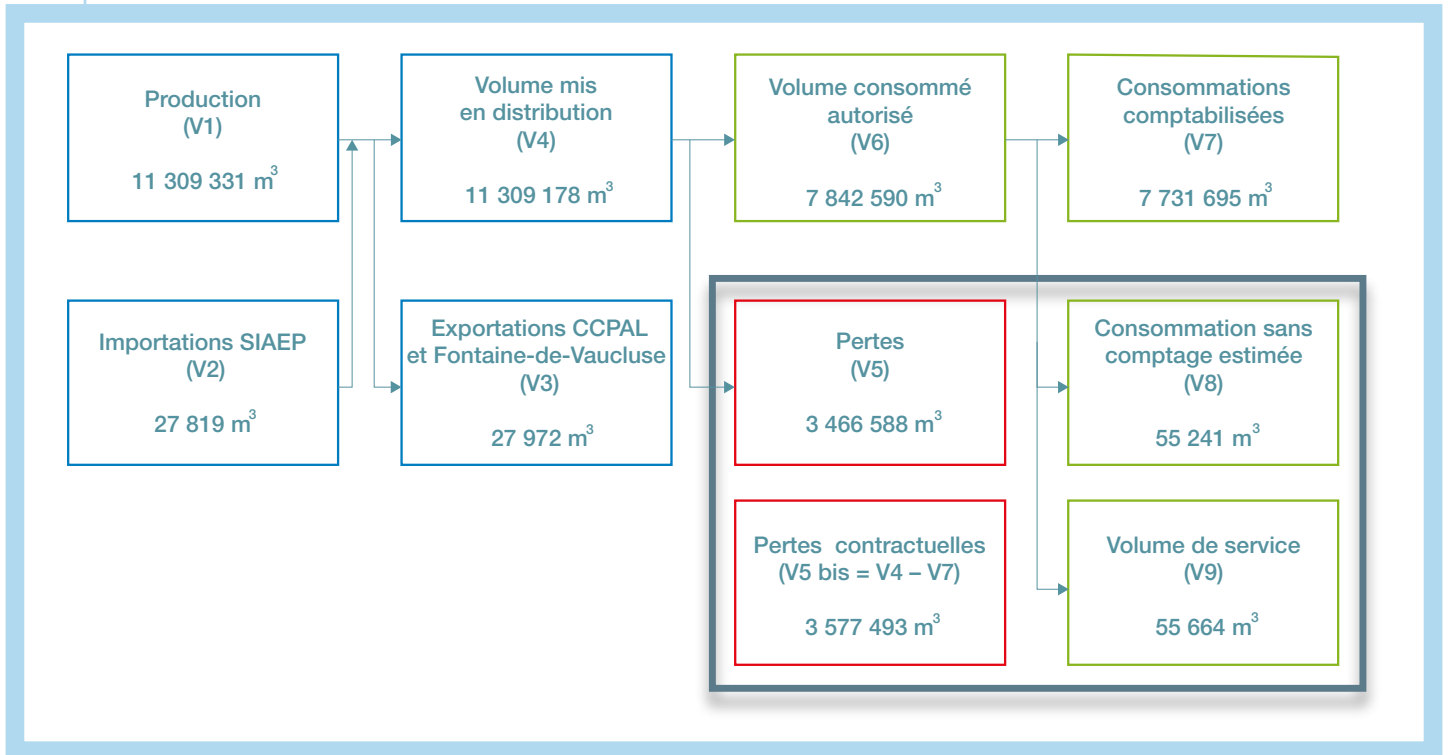 Production
(V1)
11 309 331 m³
Volume mis
en distribution
(V4)
11 309 178 m³
Volume consommé
autorisé
(V6)
7 842 590 m³
Consommations
comptabilisées
(V7)
7 731 695 m³
Importations SIAEP
(V2)
27 819 m³
Exportations CCPAL
et Fontaine-de-Vaucluse
(V3)
27 972 m³
Pertes
(V5)
3 466 588 m³
Consommation sans
comptage estimée
(V8)
55 241 m³
Pertes contractuelles
(V5 bis = V4 – V7)
3 577 493 m³
Volume de service
(V9)
55 664 m³